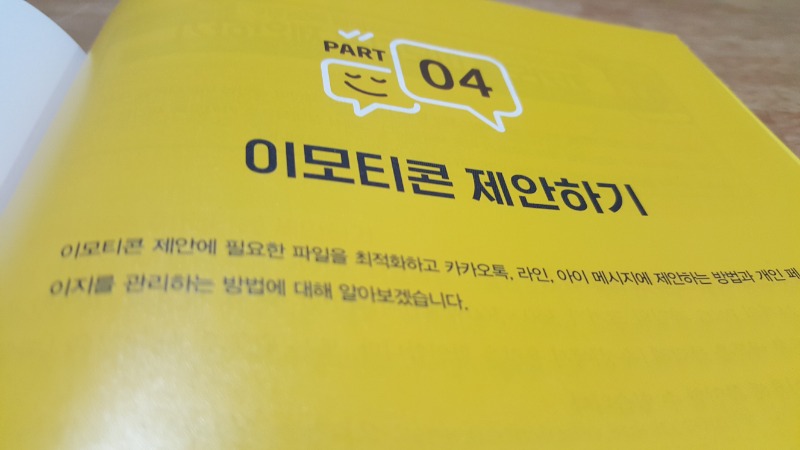 PART
04
이모티콘 제안하기
이모티콘 제안에 필요한 파일을 최적화하고 카카오톡, 라인, 아이 메시지에 제안하는 방법과 개인 페
이지를 관리하는 방법에 대해 알아보겠습니다.